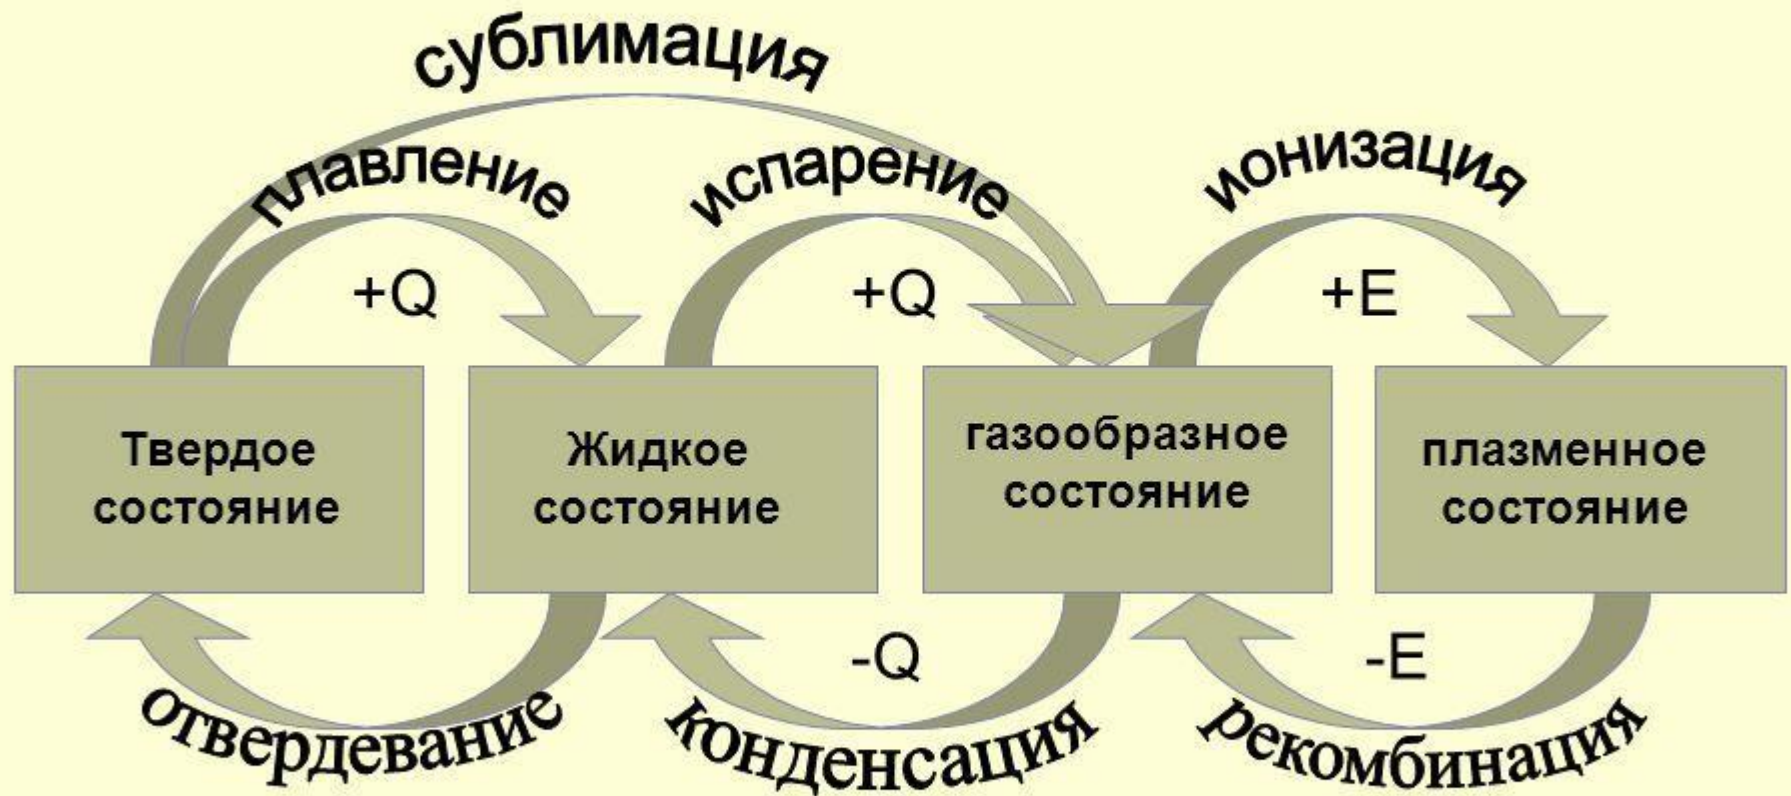 сублимация
плавление
испарение
ионизация
+Q
+Q
+E
Твердое
состояние
Жидкое
состояние
газообразное
состояние
плазменное
состояние
-Q
-E
отвердевание
конденсация
рекомбинация